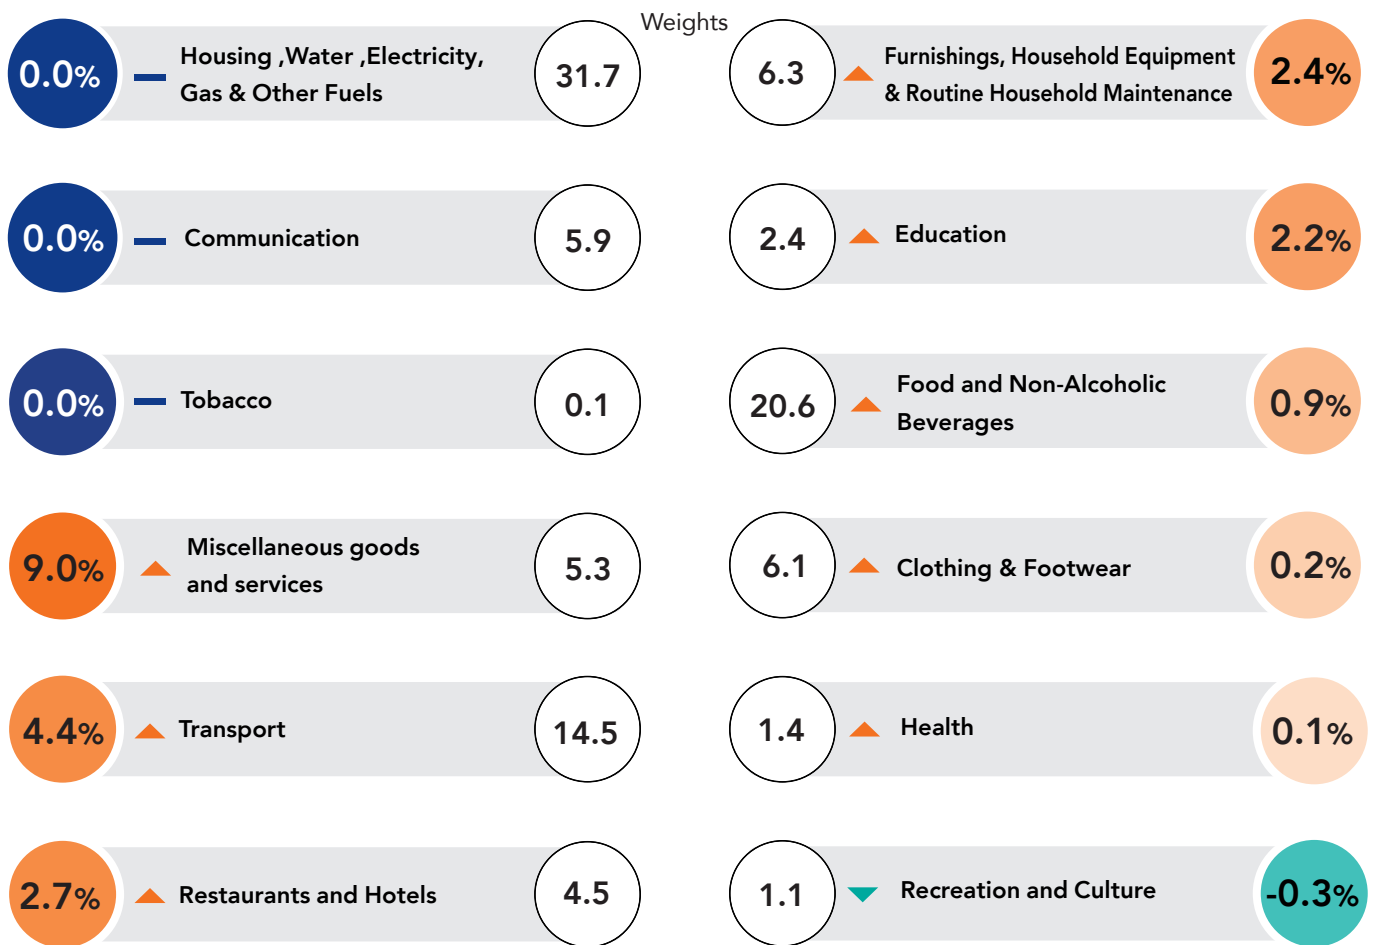 Weights
0.0%
Housing ,Water ,Electricity,
Gas & Other Fuels
31.7
0.0%
Communication
5.9
0.0%
Tobacco
0.1
9.0%
Miscellaneous goods
and services
5.3
4.4%
Transport
14.5
2.7%
Restaurants and Hotels
4.5
6.3
Furnishings, Household Equipment
& Routine Household Maintenance
2.4%
2.4
Education
2.2%
20.6
Food and Non-Alcoholic
Beverages
0.9%
6.1
Clothing & Footwear
0.2%
1.4
Health
0.1%
1.1
Recreation and Culture
-0.3%